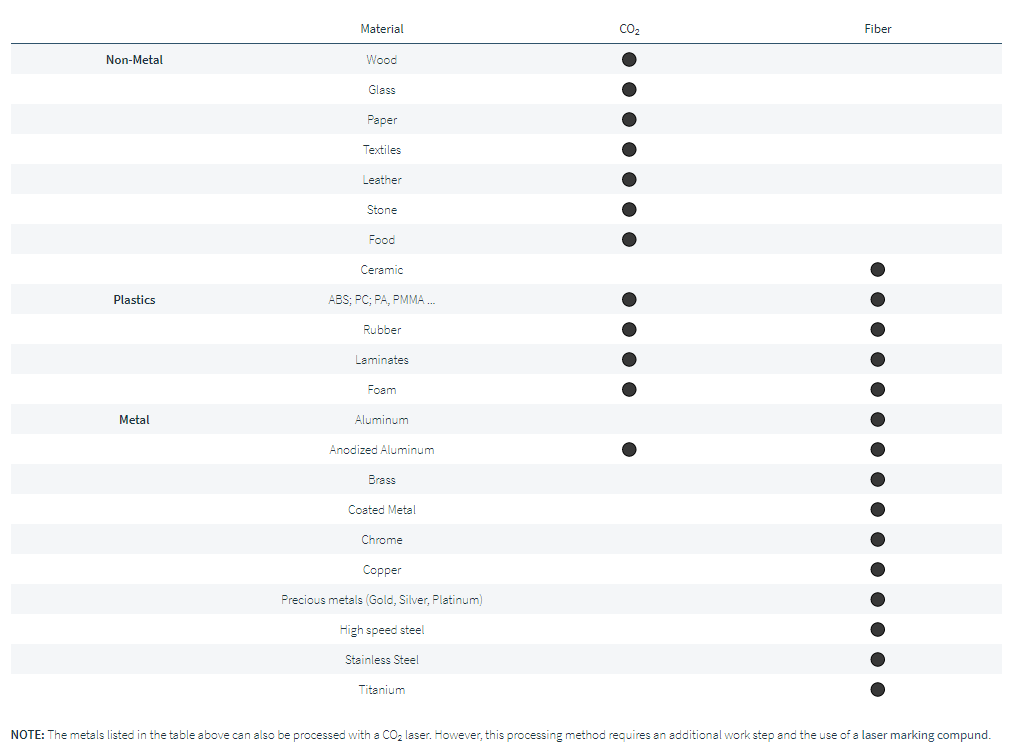 Material CO₂ Fiber
Non-Metal Wood
Glass
Paper
Textiles
Leather
Stone
Food
Ceramic
Plastics ABS; PC; PA, PMMA ...
Rubber
Laminates
Foam
Metal Aluminum
Anodized Aluminum
Brass
Coated Metal
Chrome
Copper
Precious metals (Gold, Silver, Platinum)
High speed steel
Stainless Steel
Titanium
NOTE: The metals listed in the table above can also be processed with a CO₂ laser. However, this processing method requires an additional work step and the use of a laser marking compund.